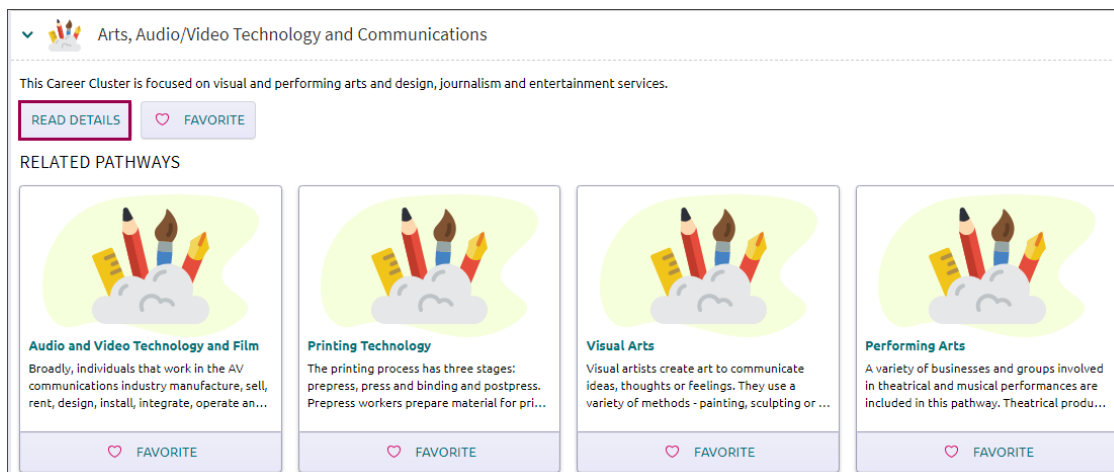 Arts, Audio/Video Technology and Communications
This Career Cluster is focused on visual and performing arts and design, journalism and entertainment services.
READ DETAILS
FAVORITE
RELATED PATHWAYS
Audio and Video Technology and Film
Broadly, individuals that work in the AV
communications industry manufacture, sell,
rent, design, install, integrate, operate an...
FAVORITE
Printing Technology
The printing process has three stages:
prepress, press and binding and postpress.
Prepress workers prepare material for pri...
FAVORITE
Visual Arts
Visual artists create art to communicate
ideas, thoughts or feelings. They use a
variety of methods - painting, sculpting or ...
FAVORITE
Performing Arts
A variety of businesses and groups involved
in theatrical and musical performances are
included in this pathway. Theatrical produ...
FAVORITE